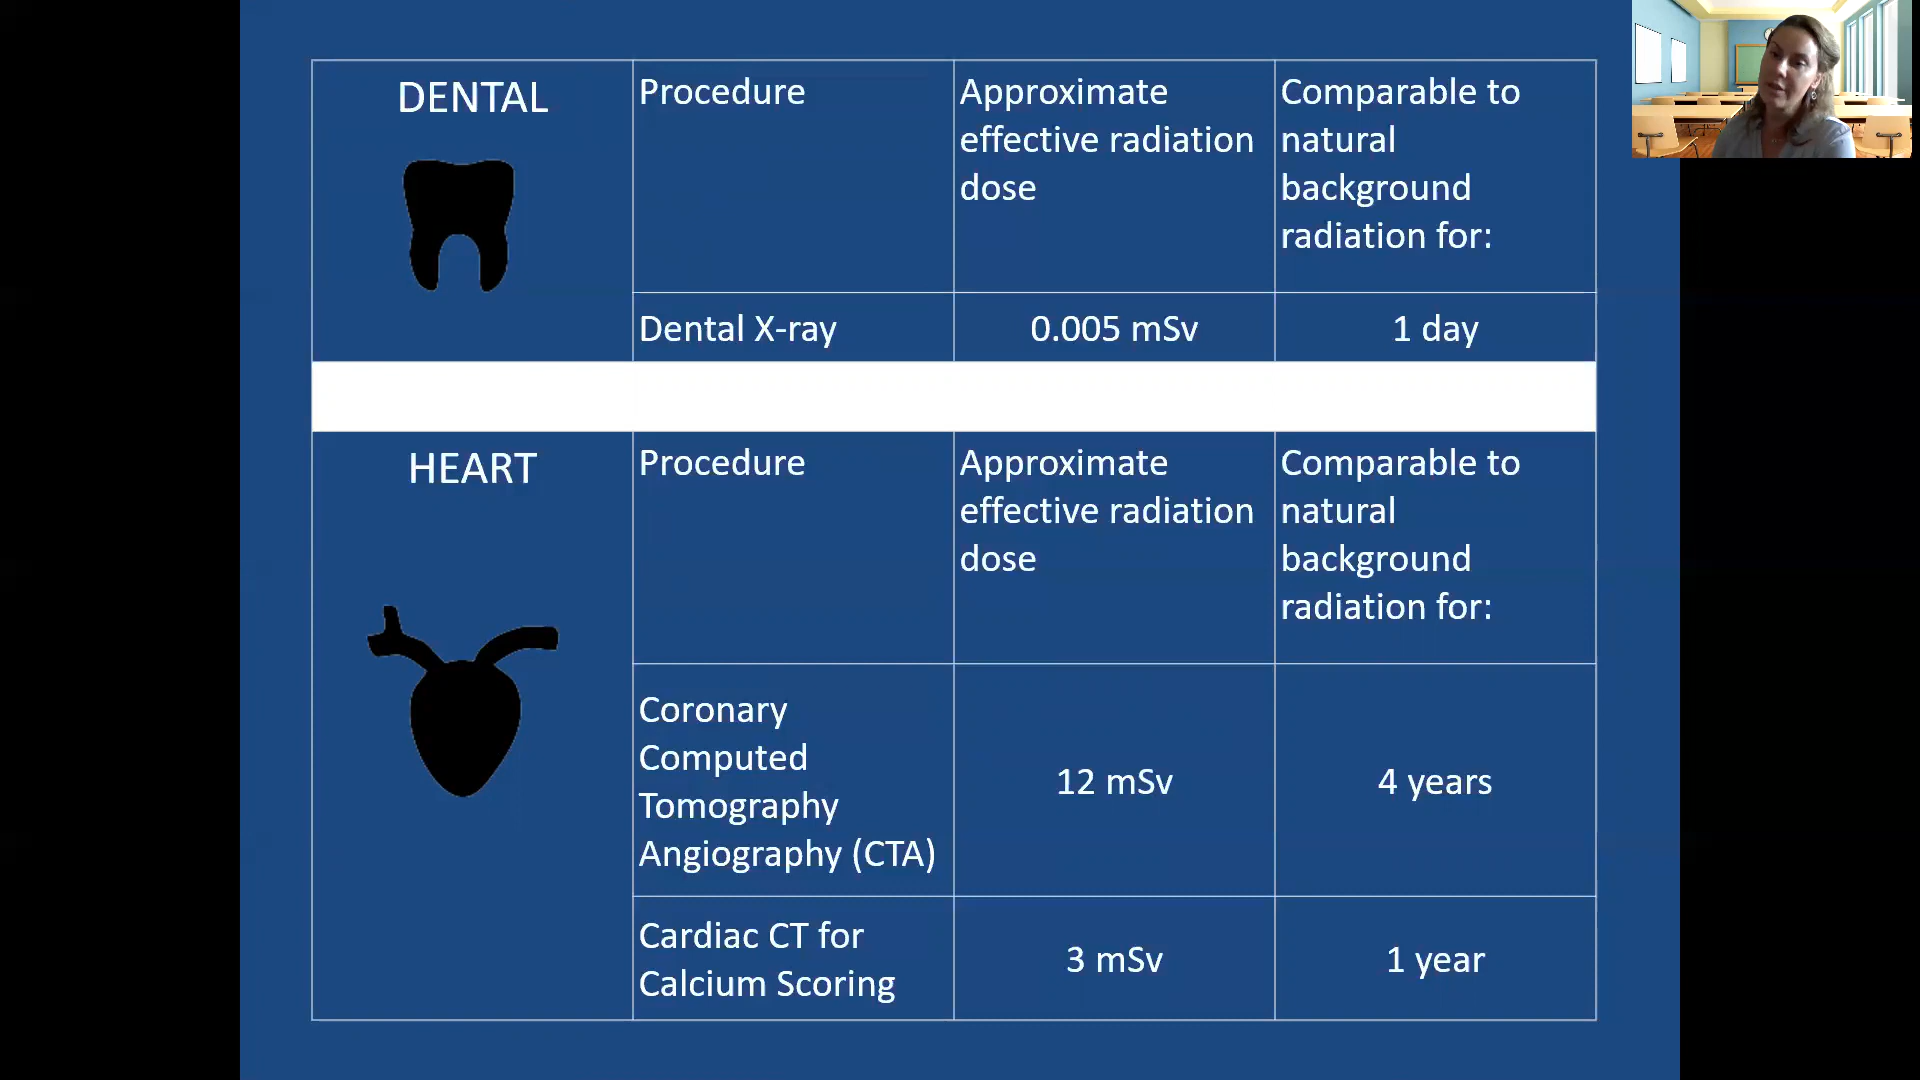 DENTAL
Procedure
Approximate
effective radiation
dose
Comparable to
natural
background
radiation for:
Dental X-ray
0.005 mSv
1 day
HEART
Procedure
Approximate
effective radiation
dose
Comparable to
natural
background
radiation for:
Coronary
Computed
Tomography
Angiography (CTA)
12 mSv
4 years
Cardiac CT for
Calcium Scoring
3 mSv
1 year